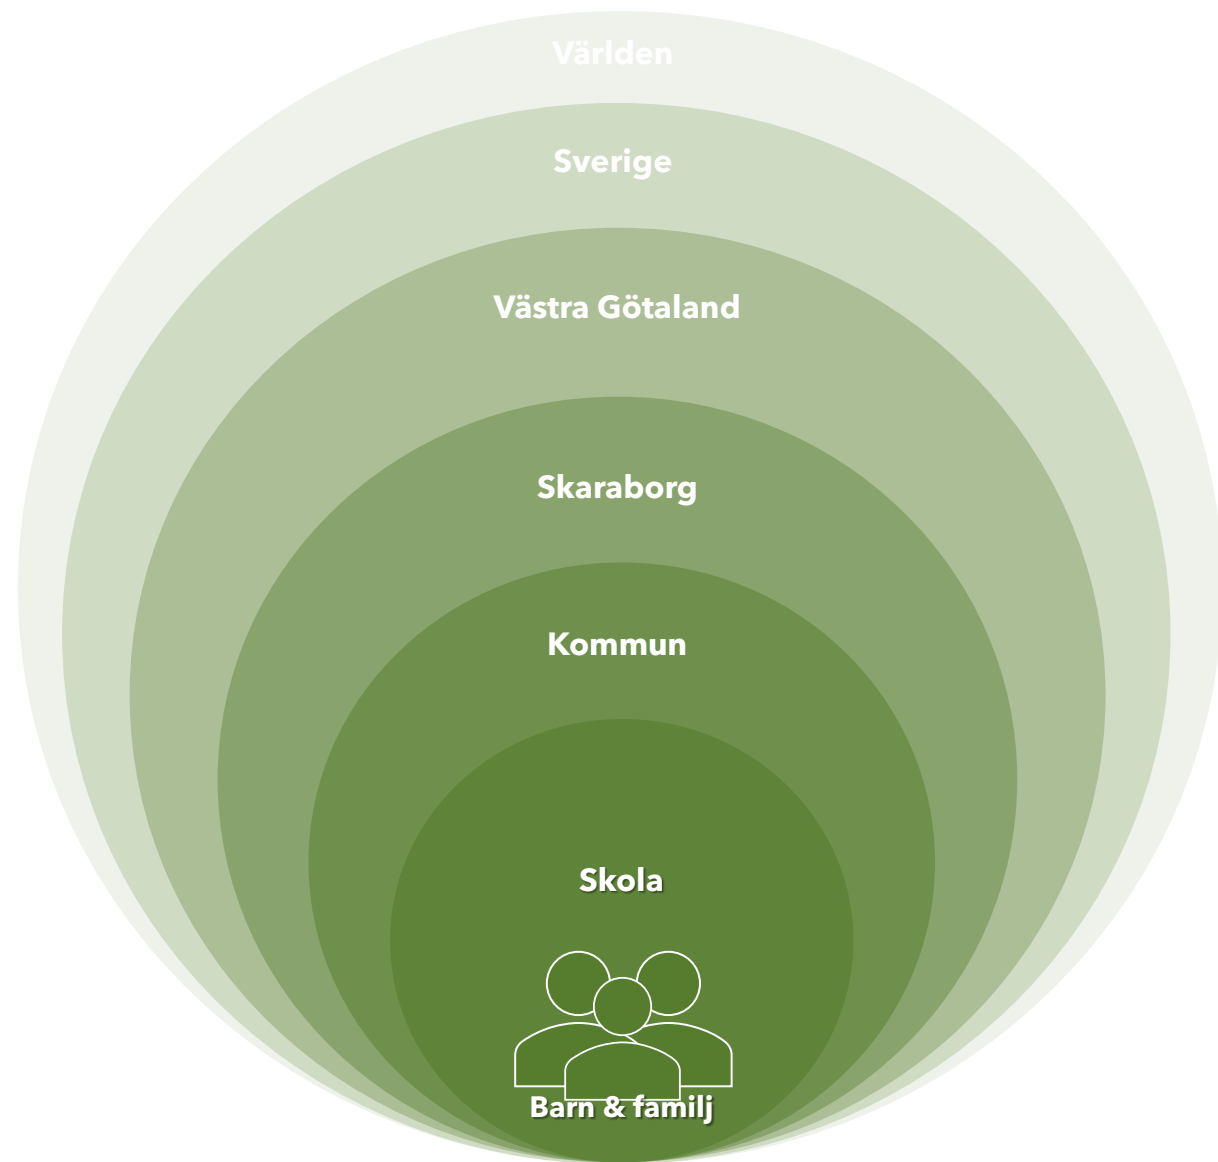 Världen
Sverige
Västra Götaland
Skaraborg
Kommun
Skola
Barn & familj